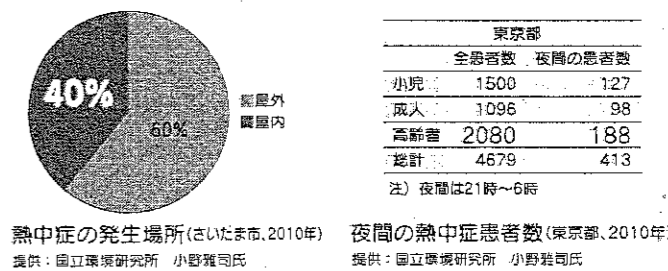 40%
60%
屋外
屋内
熱中症の発生場所(さいたま市、2010年)
提供：国立環境研究所 小野雅司氏
東京都
全患者数 夜間の患者数
小児 1500 127
成人 1096 98
高齢者 2080 188
総計 4679 413
注）夜間は21時～6時
夜間の熱中症患者数(東京都、2010年)
提供：国立環境研究所 小野雅司氏